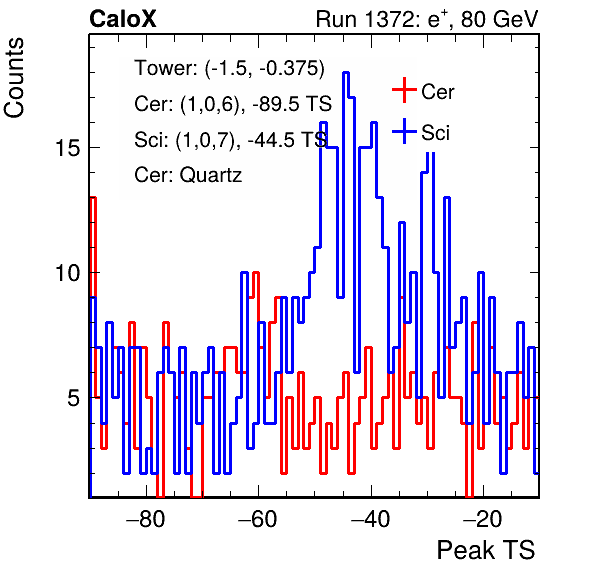 CaloX Run 1372: e⁺, 80 GeV
Counts
Tower: (-1.5, -0.375)
Cer: (1,0,6), -89.5 TS
Sci: (1,0,7), -44.5 TS
Cer: Quartz
Cer
Sci
15
10
5
−80 −60 −40 −20
Peak TS